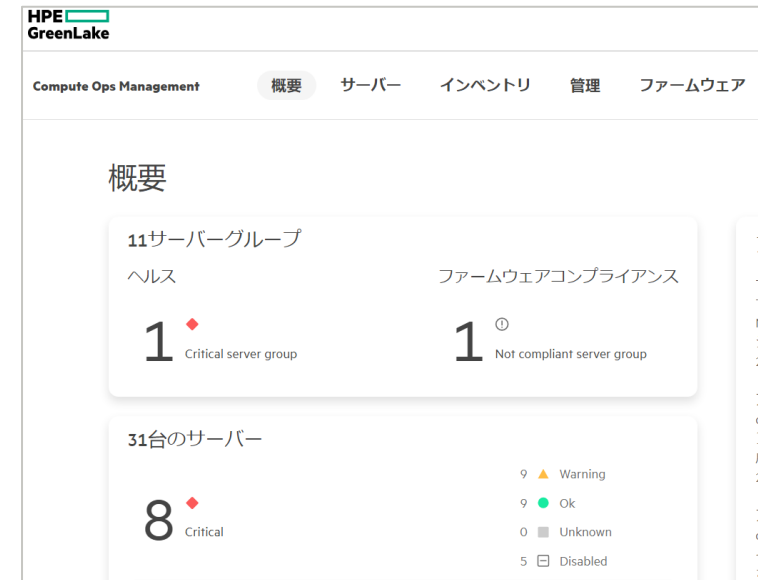 HPE
GreenLake
Compute Ops Management 概要 サーバー インベントリ 管理 ファームウェア
概要
11サーバーグループ
ヘルス ファームウェアコンプライアンス
1 Critical server group
1 Not compliant server group
31台のサーバー
8 Critical
9 Warning
9 Ok
0 Unknown
5 Disabled